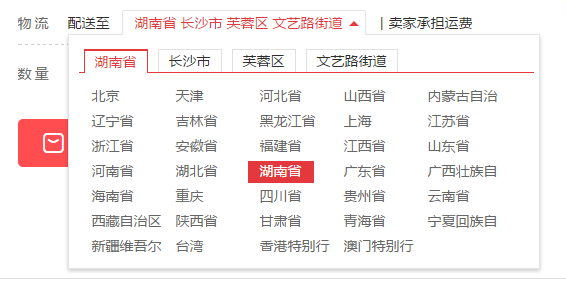 物流 配送至 湖南省 长沙市 芙蓉区 文艺路街道 | 卖家承担运费
湖南省 长沙市 芙蓉区 文艺路街道
数量
北京 天津 河北省 山西省 内蒙古自治
辽宁省 吉林省 黑龙江省 上海 江苏省
浙江省 安徽省 福建省 江西省 山东省
河南省 湖北省 湖南省 广东省 广西壮族自
海南省 重庆 四川省 贵州省 云南省
西藏自治区 陕西省 甘肃省 青海省 宁夏回族自
新疆维吾尔 台湾 香港特别行 澳门特别行